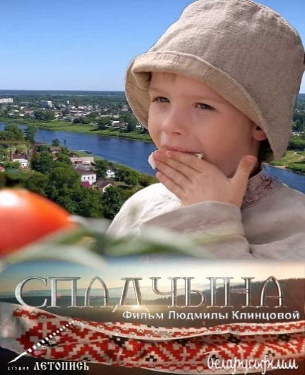 СПАДЧЫНА
Фильм Людмилы Клинцовой
студия ЛЕТОПИСЬ
беларусьфильм